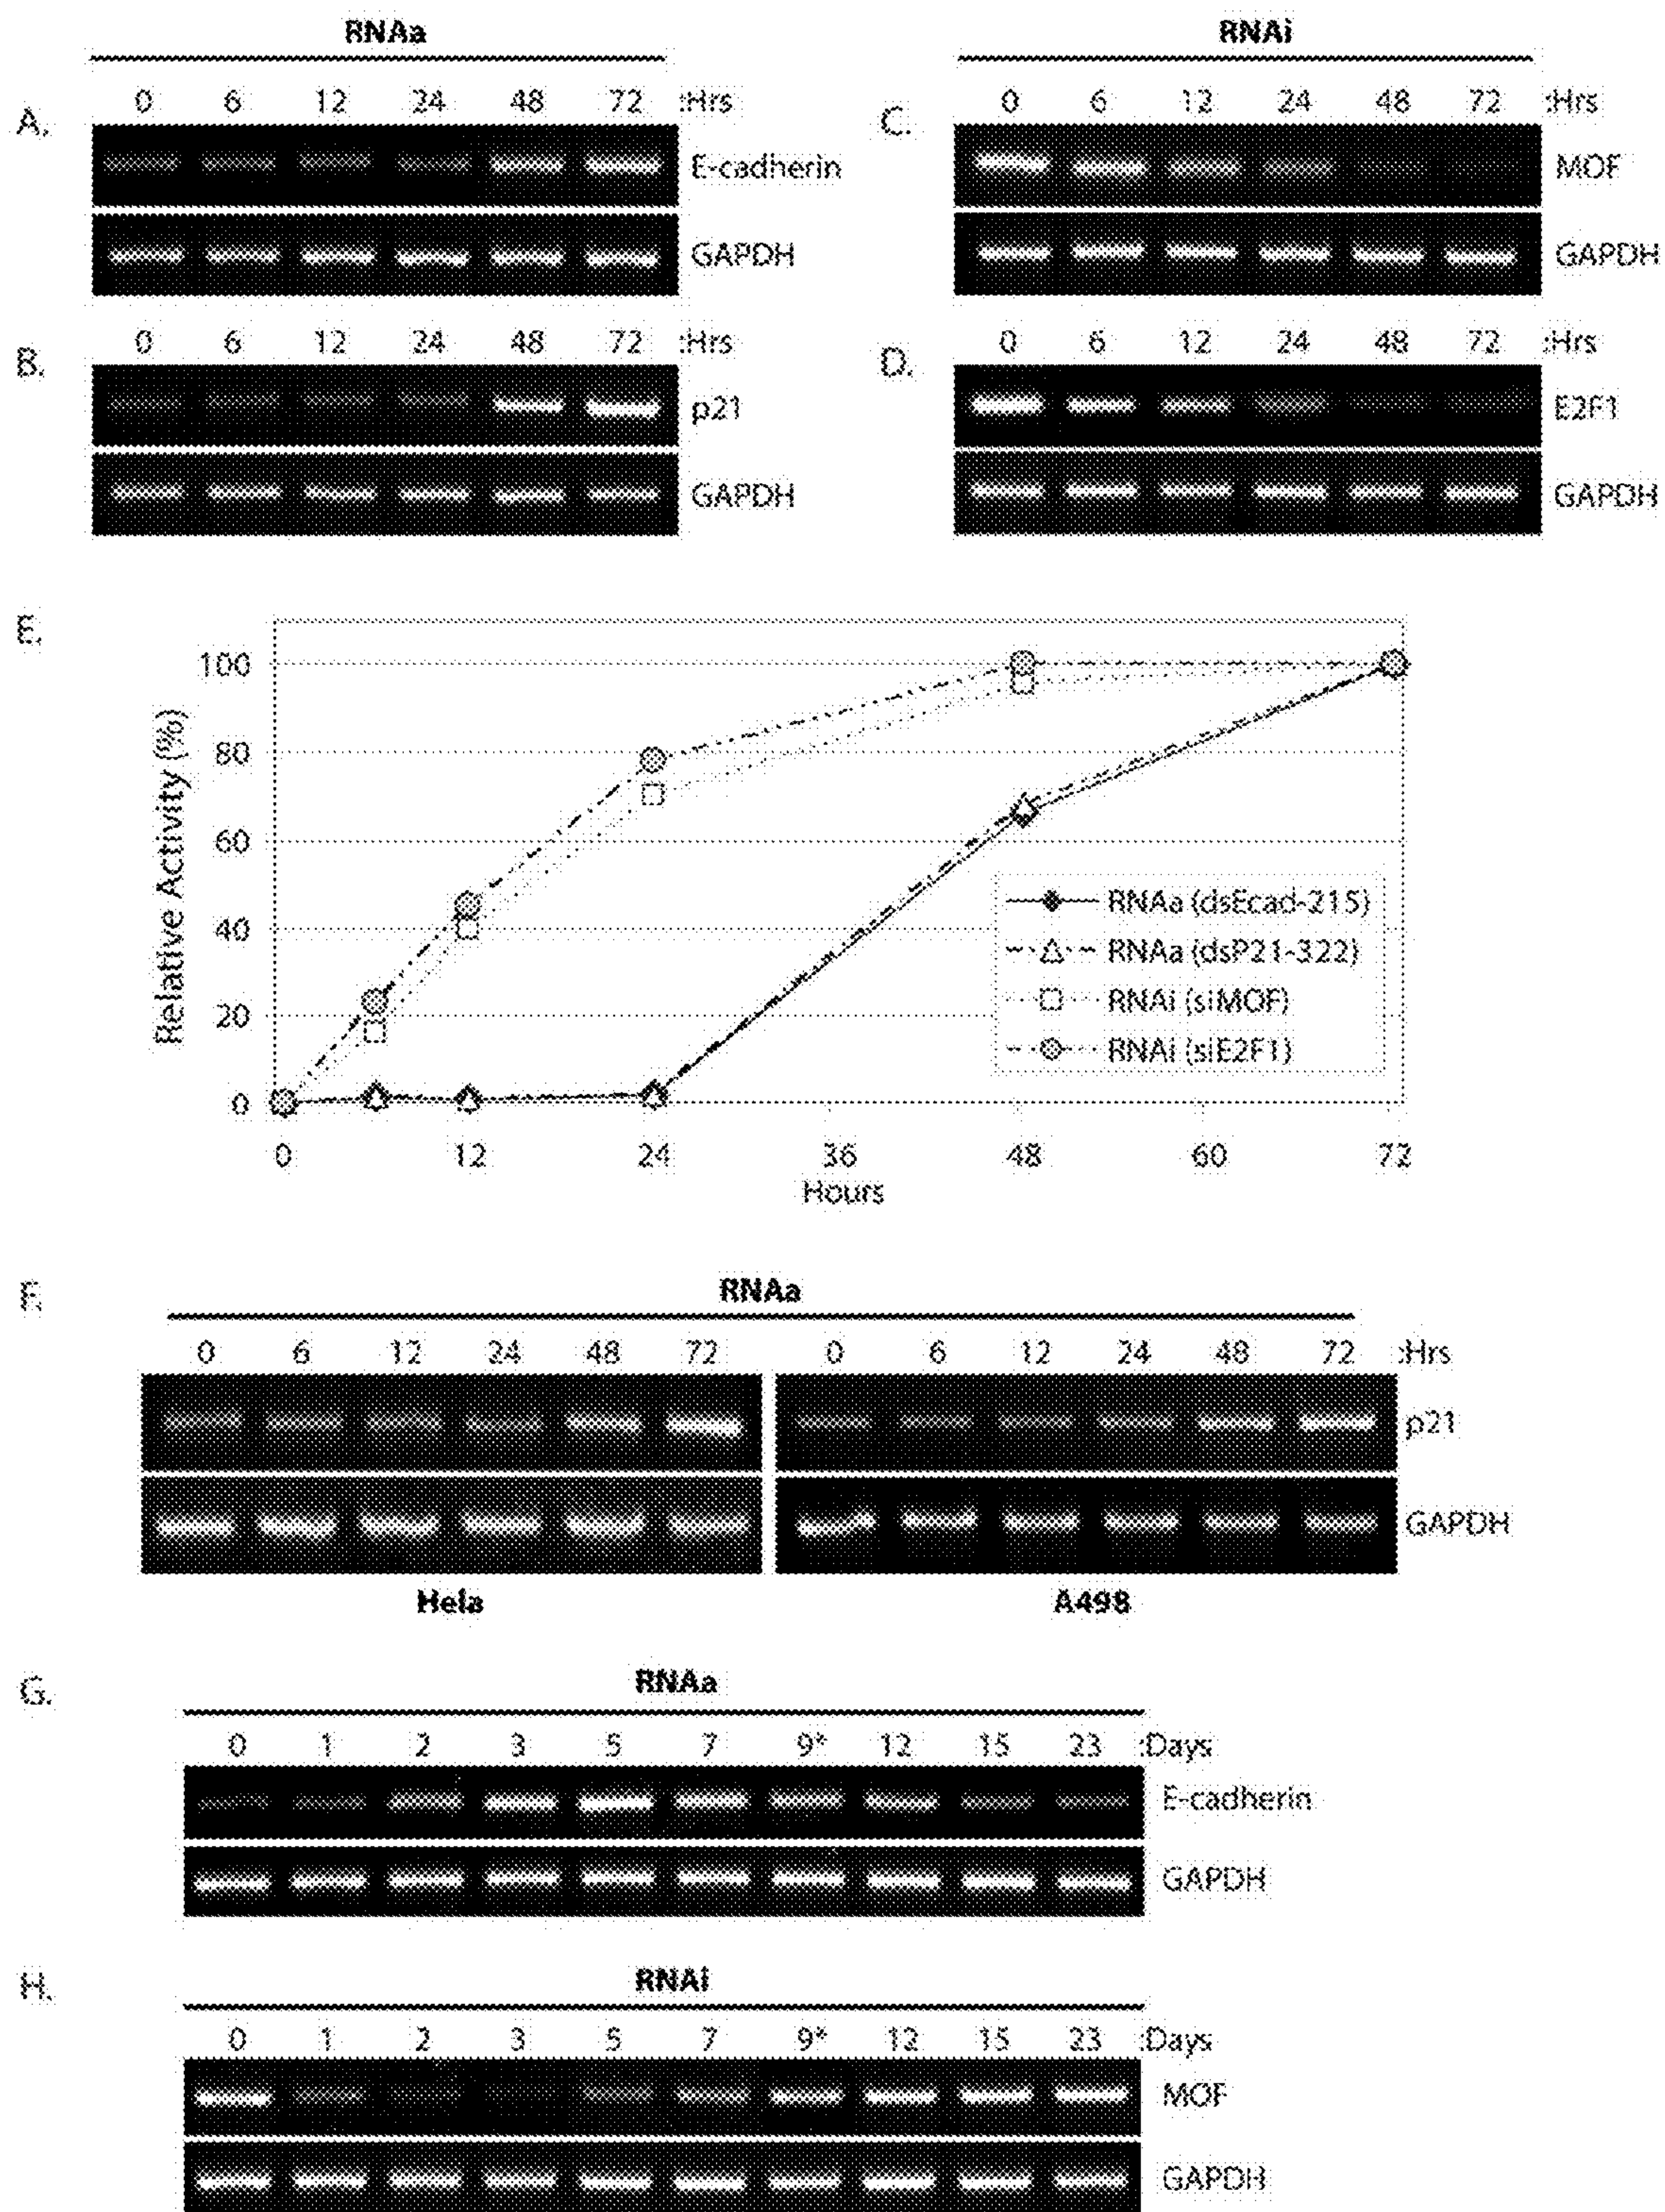 RNAa
A.
0 6 12 24 48 72 :Hrs
E-cadherin
GAPDH
B.
0 6 12 24 48 72 :Hrs
p21
GAPDH
RNAi
C.
0 6 12 24 48 72 :Hrs
MOF
GAPDH
D.
0 6 12 24 48 72 :Hrs
E2F1
GAPDH
E.
Relative Activity (%)
100
80
60
40
20
0
0 12 24 36 48 60 72
Hours
RNAa (dsEcad-215)
RNAa (dsP21-322)
RNAi (siMOF)
RNAi (siE2F1)
F.
RNAa
0 6 12 24 48 72 0 6 12 24 48 72 :Hrs
p21
GAPDH
Hela A498
G.
RNAa
0 1 2 3 5 7 9* 12 15 23 :Days
E-cadherin
GAPDH
H.
RNAi
0 1 2 3 5 7 9* 12 15 23 :Days
MOF
GAPDH